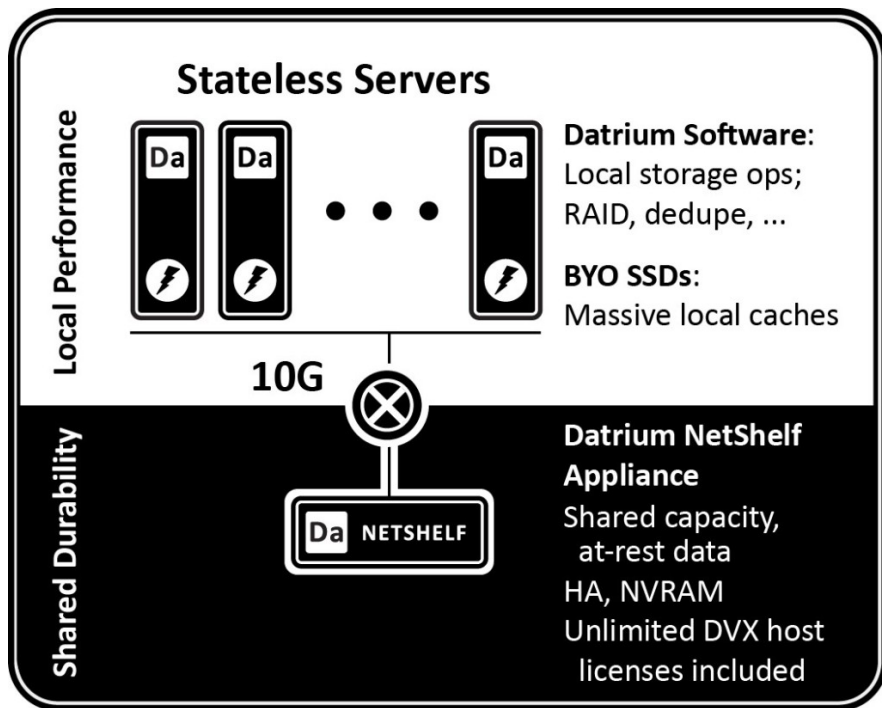 Stateless Servers
Local Performance
Da
Da
Da
Datrium Software:
Local storage ops;
RAID, dedupe, ...
BYO SSDs:
Massive local caches
10G
Shared Durability
Da NETSHELF
Datrium NetShelf
Appliance
Shared capacity,
at-rest data
HA, NVRAM
Unlimited DVX host
licenses included